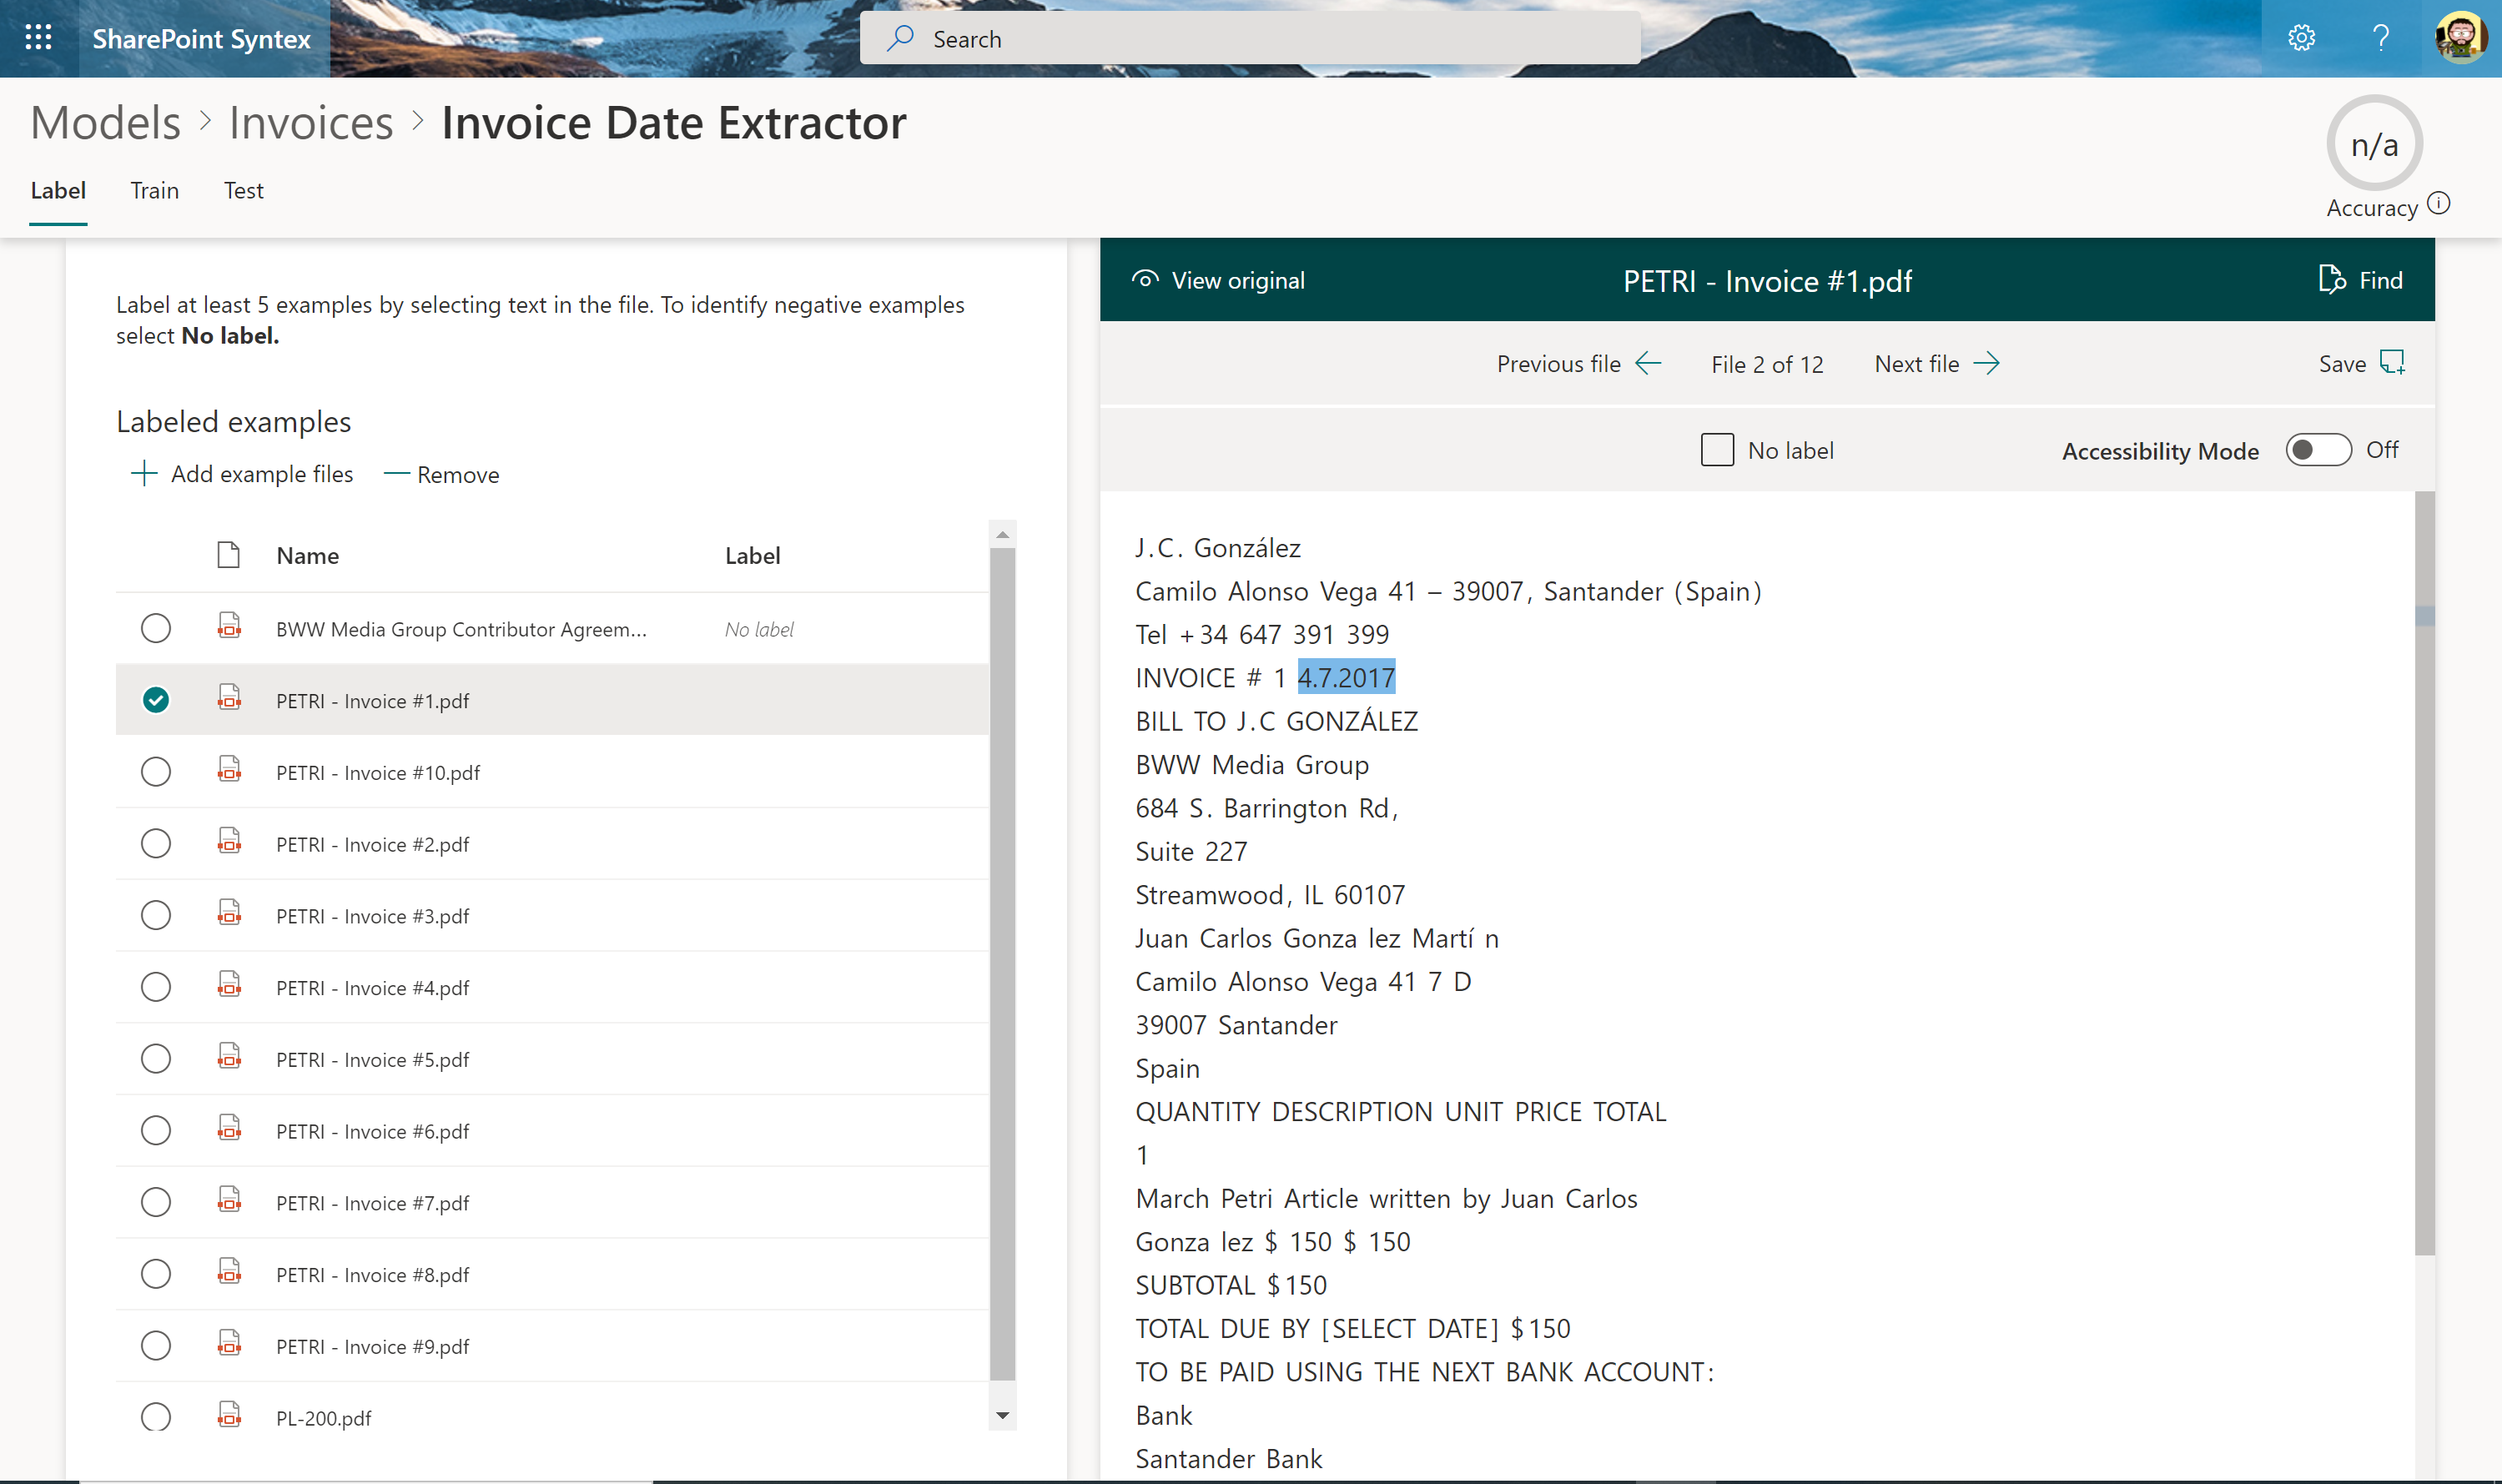 SharePoint Syntex
Search
Models > Invoices > Invoice Date Extractor
n/a
Accuracy
Label Train Test
Label at least 5 examples by selecting text in the file. To identify negative examples
select No label.
Labeled examples
Add example files
Remove
Name Label
BWW Media Group Contributor Agreem... No label
PETRI - Invoice #1.pdf
PETRI - Invoice #10.pdf
PETRI - Invoice #2.pdf
PETRI - Invoice #3.pdf
PETRI - Invoice #4.pdf
PETRI - Invoice #5.pdf
PETRI - Invoice #6.pdf
PETRI - Invoice #7.pdf
PETRI - Invoice #8.pdf
PETRI - Invoice #9.pdf
PL-200.pdf
View original
PETRI - Invoice #1.pdf
Find
Previous file
File 2 of 12
Next file
Save
No label
Accessibility Mode
Off
J.C. González
Camilo Alonso Vega 41 – 39007, Santander (Spain)
Tel +34 647 391 399
INVOICE # 1 4.7.2017
BILL TO J.C GONZÁLEZ
BWW Media Group
684 S. Barrington Rd,
Suite 227
Streamwood, IL 60107
Juan Carlos Gonza lez Martí n
Camilo Alonso Vega 41 7 D
39007 Santander
Spain
QUANTITY DESCRIPTION UNIT PRICE TOTAL
1
March Petri Article written by Juan Carlos
Gonza lez $ 150 $ 150
SUBTOTAL $150
TOTAL DUE BY [SELECT DATE] $150
TO BE PAID USING THE NEXT BANK ACCOUNT:
Bank
Santander Bank